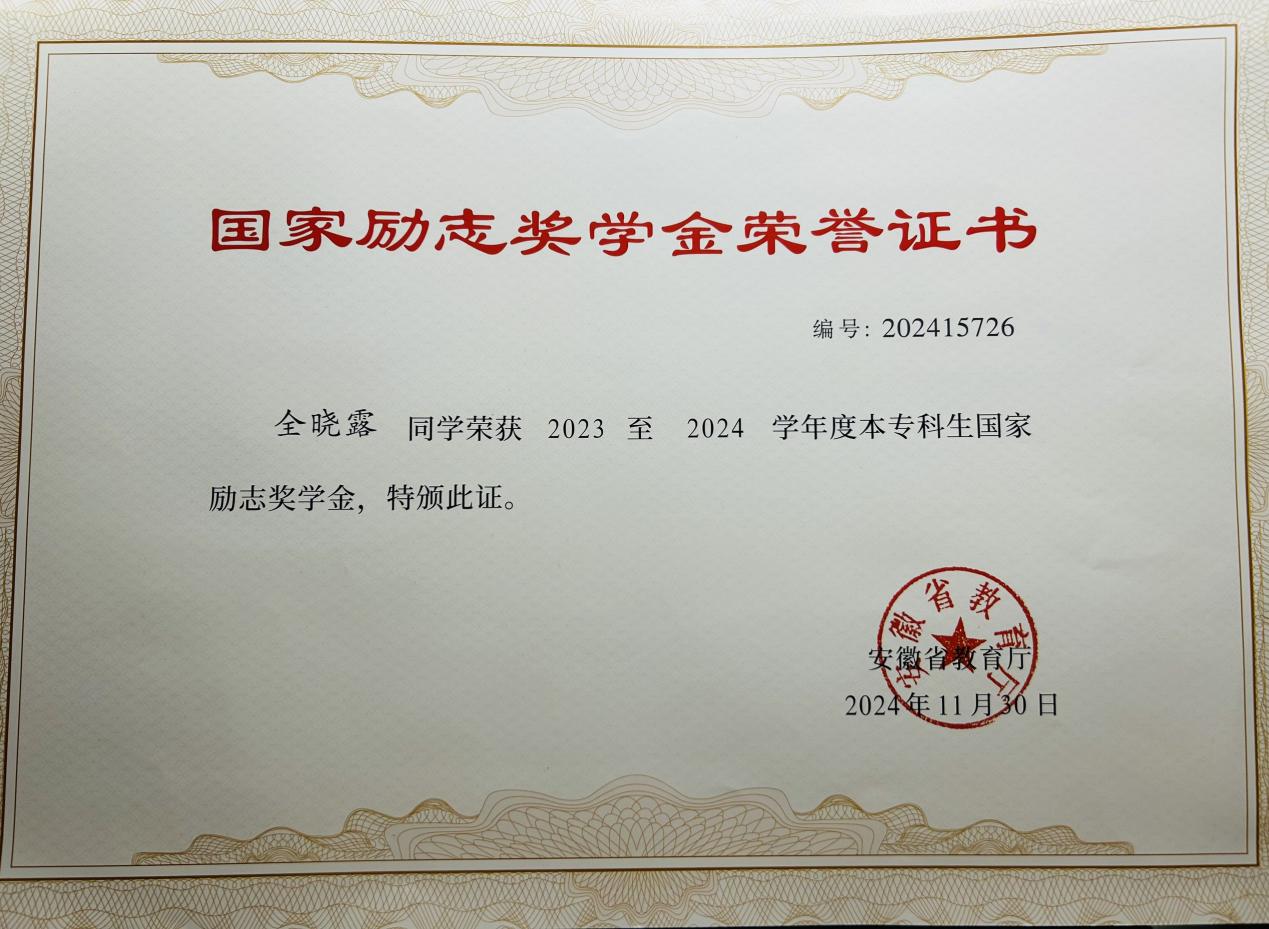 国家励志奖学金荣誉证书
编号：202415726
全晓露 同学荣获 2023 至 2024 学年度本专科生国家
励志奖学金，特颁此证。
安徽省教育厅
安徽省教育厅
2024年11月30日